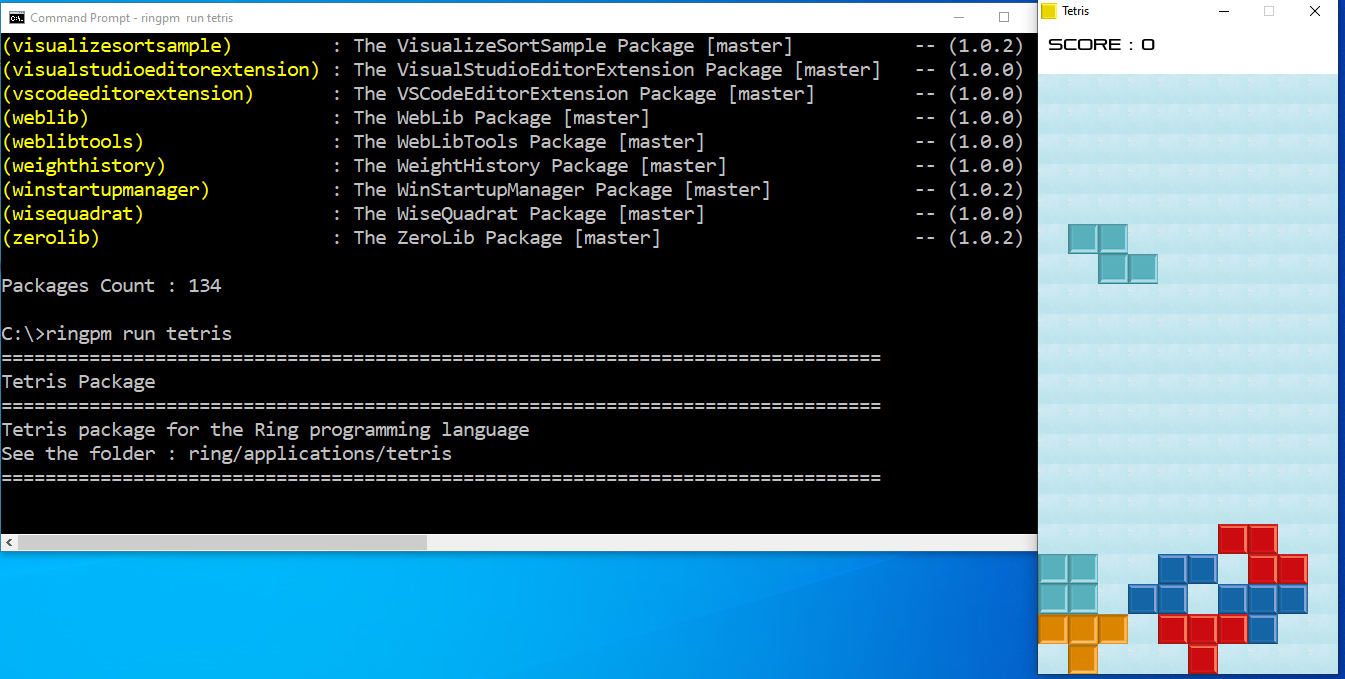 Command Prompt - ringpm  run tetris
(visualizesortsample)         : The VisualizeSortSample Package [master]           -- (1.0.2)
(visualstudioeditorextension) : The VisualStudioEditorExtension Package [master]   -- (1.0.0)
(vscodeeditorextension)       : The VSCodeEditorExtension Package [master]         -- (1.0.0)
(weblib)                      : The WebLib Package [master]                        -- (1.0.0)
(weblibtools)                 : The WebLibTools Package [master]                   -- (1.0.0)
(weighthistory)               : The WeightHistory Package [master]                 -- (1.0.0)
(winstartupmanager)           : The WinStartupManager Package [master]             -- (1.0.2)
(wisequadrat)                 : The WiseQuadrat Package [master]                   -- (1.0.0)
(zerolib)                     : The ZeroLib Package [master]                       -- (1.0.2)
Packages Count : 134
C:\>ringpm run tetris
================================================================================
Tetris Package
================================================================================
Tetris package for the Ring programming language
See the folder : ring/applications/tetris
================================================================================
Tetris
SCORE : 0